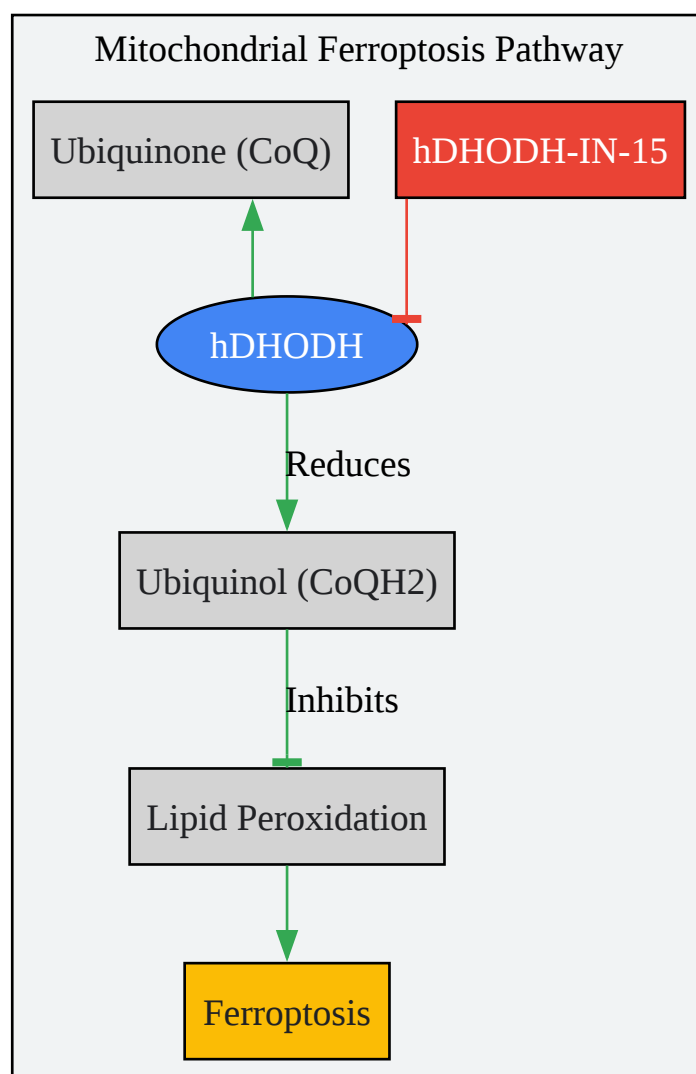 Mitochondrial Ferroptosis Pathway
Ubiquinone (CoQ)
hDHODH-IN-15
hDHODH
Reduces
Ubiquinol (CoQH2)
Inhibits
Lipid Peroxidation
Ferroptosis